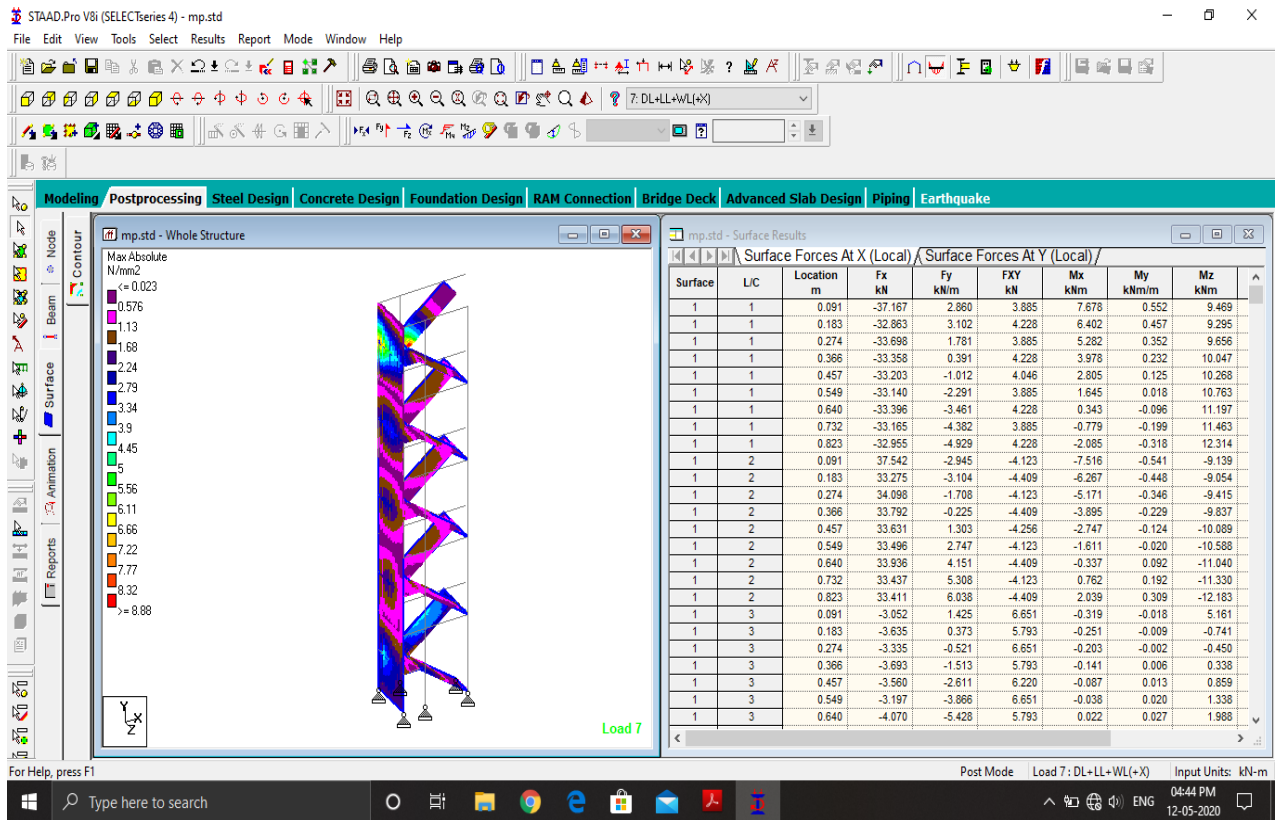 STAAD.Pro V8i (SELECTseries 4) - mp.std
File Edit View Tools Select Results Report Mode Window Help
7: DL+LL+WL(+X)
Modeling Postprocessing Steel Design Concrete Design Foundation Design RAM Connection Bridge Deck Advanced Slab Design Piping Earthquake
Node
Beam
Surface
Animation
Reports
Contour
mp.std - Whole Structure
Max Absolute
N/mm2
<= 0.023
0.576
1.13
1.68
2.24
2.79
3.34
3.9
4.45
5
5.56
6.11
6.66
7.22
7.77
8.32
>= 8.88
Y
X
Z
Load 7
mp.std - Surface Results
Surface Forces At X (Local) Surface Forces At Y (Local)
Surface L/C Location m Fx kN Fy kN/m FXY kN Mx kNm My kNm/m Mz kNm
1 1 0.091 -37.167 2.860 3.885 7.678 0.552 9.469
1 1 0.183 -32.863 3.102 4.228 6.402 0.457 9.295
1 1 0.274 -33.698 1.781 3.885 5.282 0.352 9.656
1 1 0.366 -33.358 0.391 4.228 3.978 0.232 10.047
1 1 0.457 -33.203 -1.012 4.046 2.805 0.125 10.268
1 1 0.549 -33.140 -2.291 3.885 1.645 0.018 10.763
1 1 0.640 -33.396 -3.461 4.228 0.343 -0.096 11.197
1 1 0.732 -33.165 -4.382 3.885 -0.779 -0.199 11.463
1 1 0.823 -32.955 -4.929 4.228 -2.085 -0.318 12.314
1 2 0.091 37.542 -2.945 -4.123 -7.516 -0.541 -9.139
1 2 0.183 33.275 -3.104 -4.409 -6.267 -0.448 -9.054
1 2 0.274 34.098 -1.708 -4.123 -5.171 -0.346 -9.415
1 2 0.366 33.792 -0.225 -4.409 -3.895 -0.229 -9.837
1 2 0.457 33.631 1.303 -4.256 -2.747 -0.124 -10.089
1 2 0.549 33.496 2.747 -4.123 -1.611 -0.020 -10.588
1 2 0.640 33.936 4.151 -4.409 -0.337 0.092 -11.040
1 2 0.732 33.437 5.308 -4.123 0.762 0.192 -11.330
1 2 0.823 33.411 6.038 -4.409 2.039 0.309 -12.183
1 3 0.091 -3.052 1.425 6.651 -0.319 -0.018 5.161
1 3 0.183 -3.635 0.373 5.793 -0.251 -0.009 -0.741
1 3 0.274 -3.335 -0.521 6.651 -0.203 -0.002 -0.450
1 3 0.366 -3.693 -1.513 5.793 -0.141 0.006 0.338
1 3 0.457 -3.560 -2.611 6.220 -0.087 0.013 0.859
1 3 0.549 -3.197 -3.866 6.651 -0.038 0.020 1.338
1 3 0.640 -4.070 -5.428 5.793 0.022 0.027 1.988
For Help, press F1
Post Mode Load 7 : DL+LL+WL(+X) Input Units: kN-m
Type here to search
ENG
04:44 PM
12-05-2020